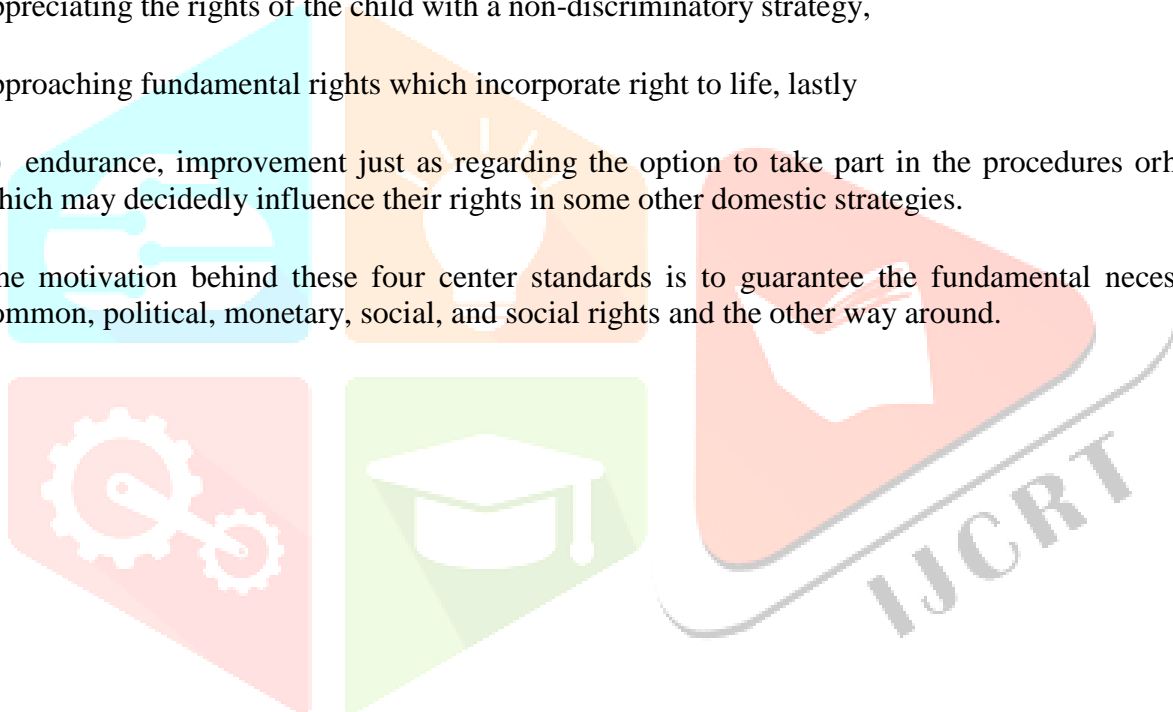 ppreciating the rights of the child with a non-discriminatory strategy,
pproaching fundamental rights which incorporate right to life, lastly
) endurance, improvement just as regarding the option to take part in the procedures orh
hich may decidedly influence their rights in some other domestic strategies.
he motivation behind these four center standards is to guarantee the fundamental neces
ommon, political, monetary, social, and social rights and the other way around.
IJCRT